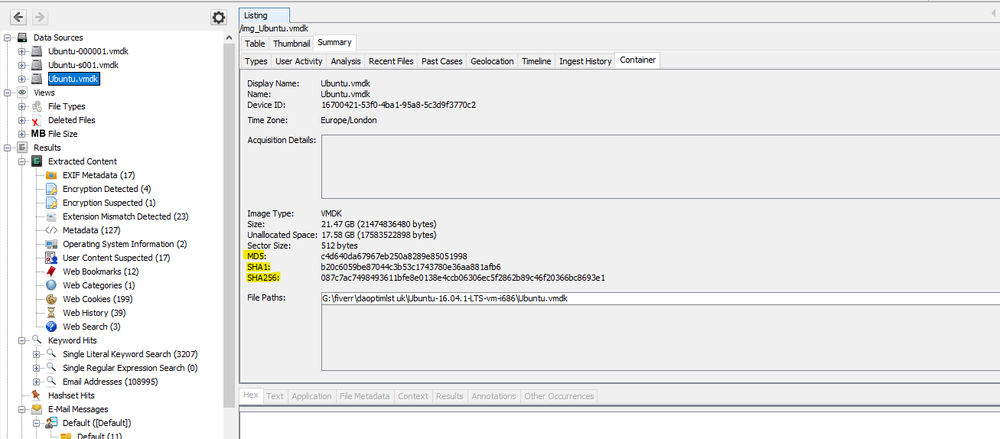 Data Sources
Ubuntu-000001.vmdk
Ubuntu-s001.vmdk
Ubuntu.vmdk
Views
File Types
Deleted Files
MB File Size
Results
Extracted Content
EXIF Metadata (17)
Encryption Detected (4)
Encryption Suspected (1)
Extension Mismatch Detected (23)
Metadata (127)
Operating System Information (2)
User Content Suspected (17)
Web Bookmarks (12)
Web Categories (1)
Web Cookies (199)
Web History (39)
Web Search (3)
Keyword Hits
Single Literal Keyword Search (3207)
Single Regular Expression Search (0)
Email Addresses (108995)
Hashset Hits
E-Mail Messages
Default ([Default])
Default (11)
Listing
/img_Ubuntu.vmdk
Table Thumbnail Summary
Types User Activity Analysis Recent Files Past Cases Geolocation Timeline Ingest History Container
Display Name: Ubuntu.vmdk
Name: Ubuntu.vmdk
Device ID: 16700421-53f0-4ba1-95a8-5c3d9f3770c2
Time Zone: Europe/London
Acquisition Details:
Image Type: VMDK
Size: 21.47 GB (21474836480 bytes)
Unallocated Space: 17.58 GB (17583522898 bytes)
Sector Size: 512 bytes
MD5: c4d640da67967eb250a8289e85051998
SHA1: b20c6059be87044c3b53c1743780e36aa881afb6
SHA256: 087c7ac7498493611bfe8e0138e4ccb06306ec5f2862b89c46f20366bc8693e1
File Paths: G:\fiverr\daoptimlst uk\Ubuntu-16.04.1-LTS-vm-i686\Ubuntu.vmdk
Hex Text Application File Metadata Context Results Annotations Other Occurrences